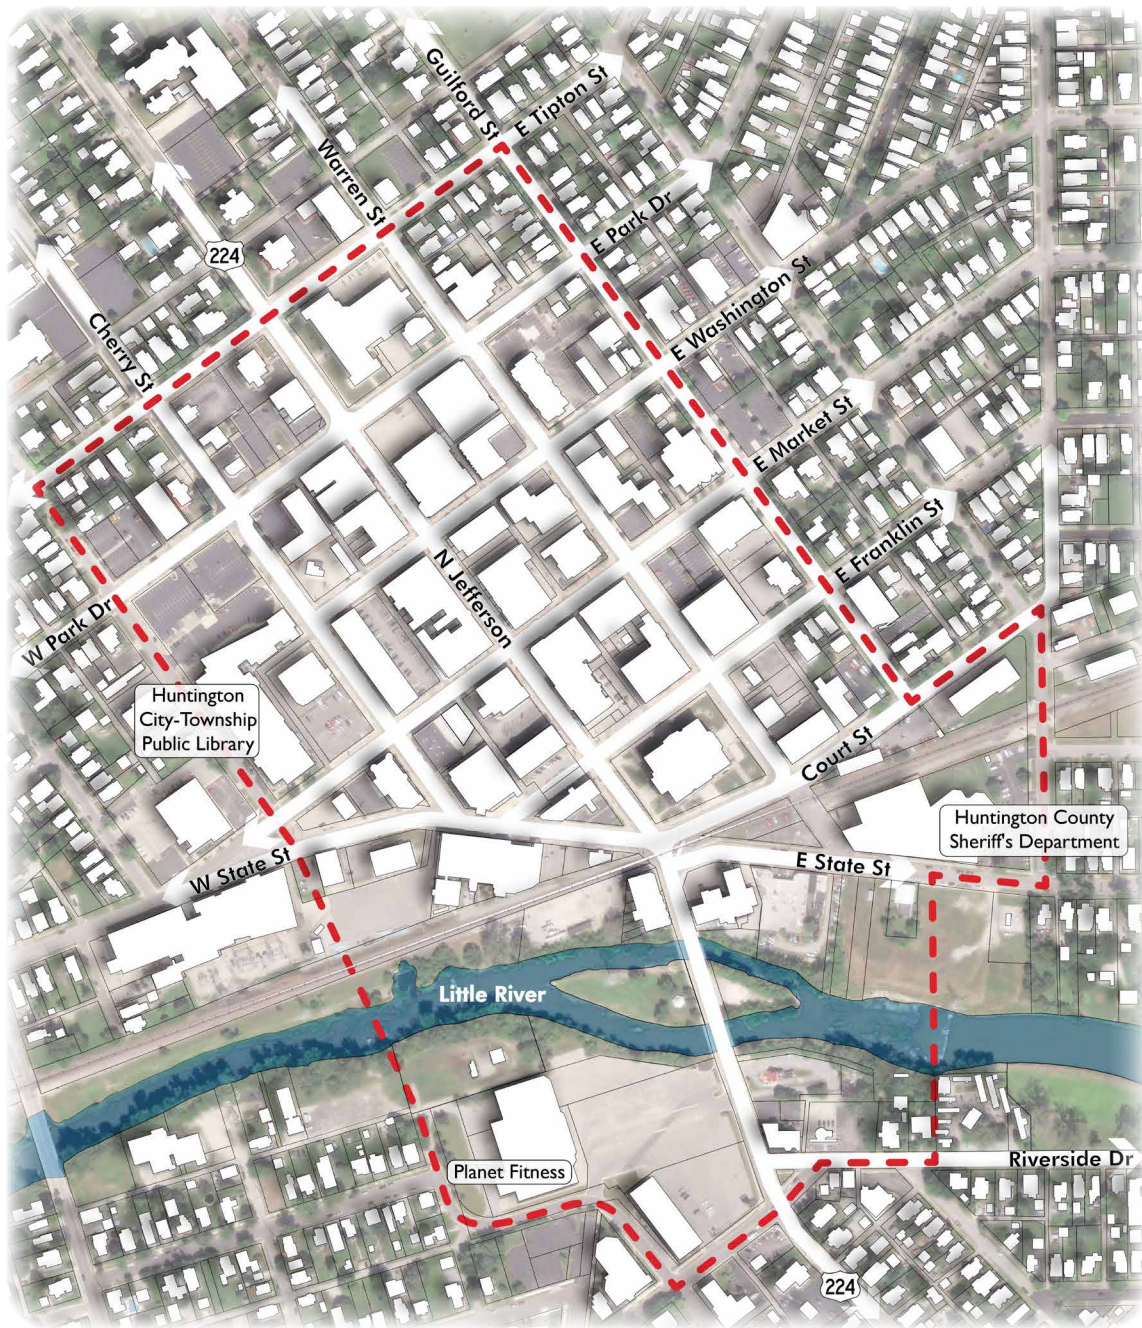 Guilford St
E Tipton St
Warren St
E Park Dr
224
E Washington St
Cherry St
E Market St
E Franklin St
N Jefferson
W Park Dr
Huntington
City-Township
Public Library
Court St
Huntington County
Sheriff's Department
W State St
E State St
Little River
Planet Fitness
Riverside Dr
224